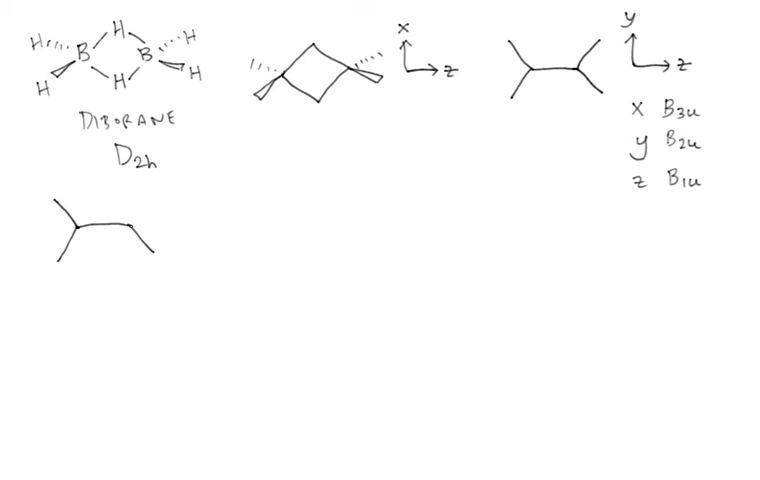 H H H
B B
H H H
DIBORANE
D2h
x
z
y
z
x B3u
y B2u
z B1u